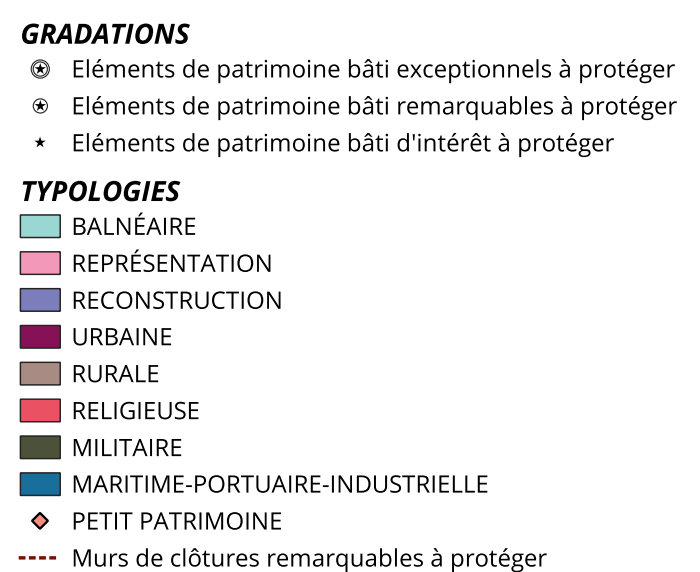 GRADATIONS
Eléments de patrimoine bâti exceptionnels à protéger
Eléments de patrimoine bâti remarquables à protéger
Eléments de patrimoine bâti d'intérêt à protéger
TYPOLOGIES
BALNÉAIRE
REPRÉSENTATION
RECONSTRUCTION
URBAINE
RURALE
RELIGIEUSE
MILITAIRE
MARITIME-PORTUAIRE-INDUSTRIELLE
PETIT PATRIMOINE
Murs de clôtures remarquables à protéger